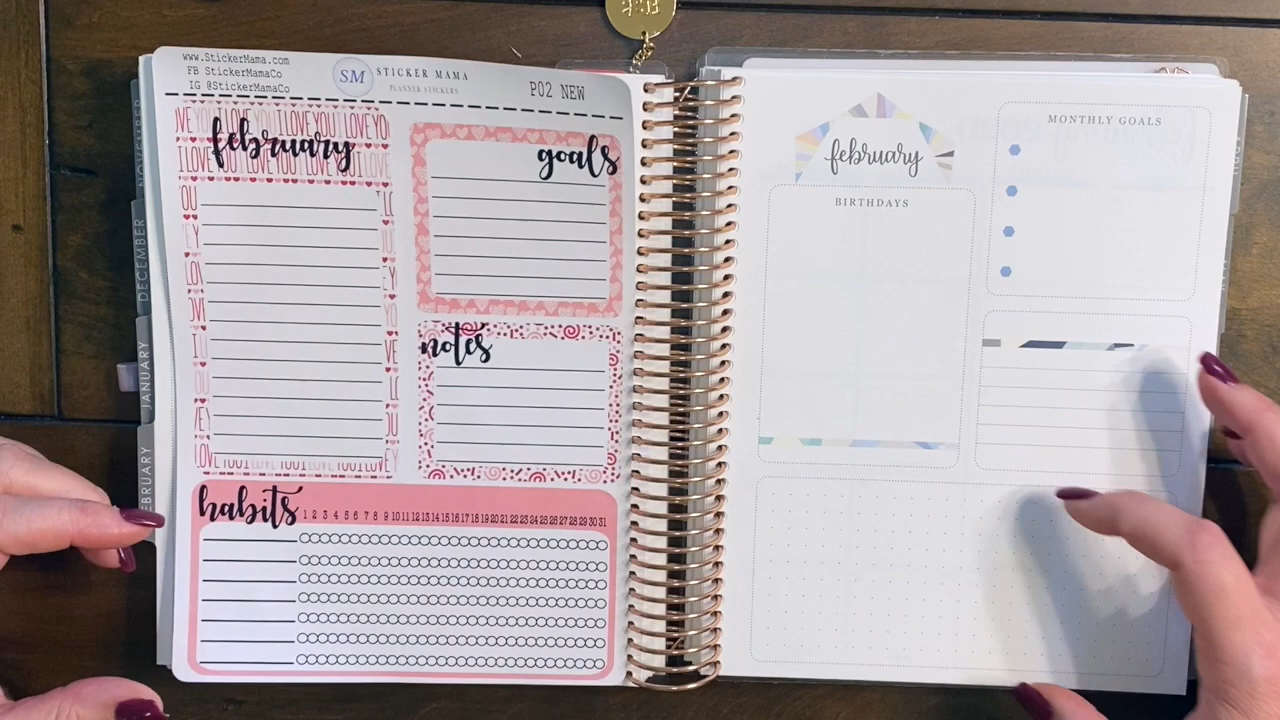 www.StickerMama.com
FB StickerMamaCo
IG @StickerMamaCo
SM
STICKER MAMA
PLANNER STICKERS
P02 NEW
february
goals
notes
habits
1 2 3 4 5 6 7 8 9 10 11 12 13 14 15 16 17 18 19 20 21 22 23 24 25 26 27 28 29 30 31
NOVEMBER
DECEMBER
JANUARY
FEBRUARY
february
BIRTHDAYS
MONTHLY GOALS